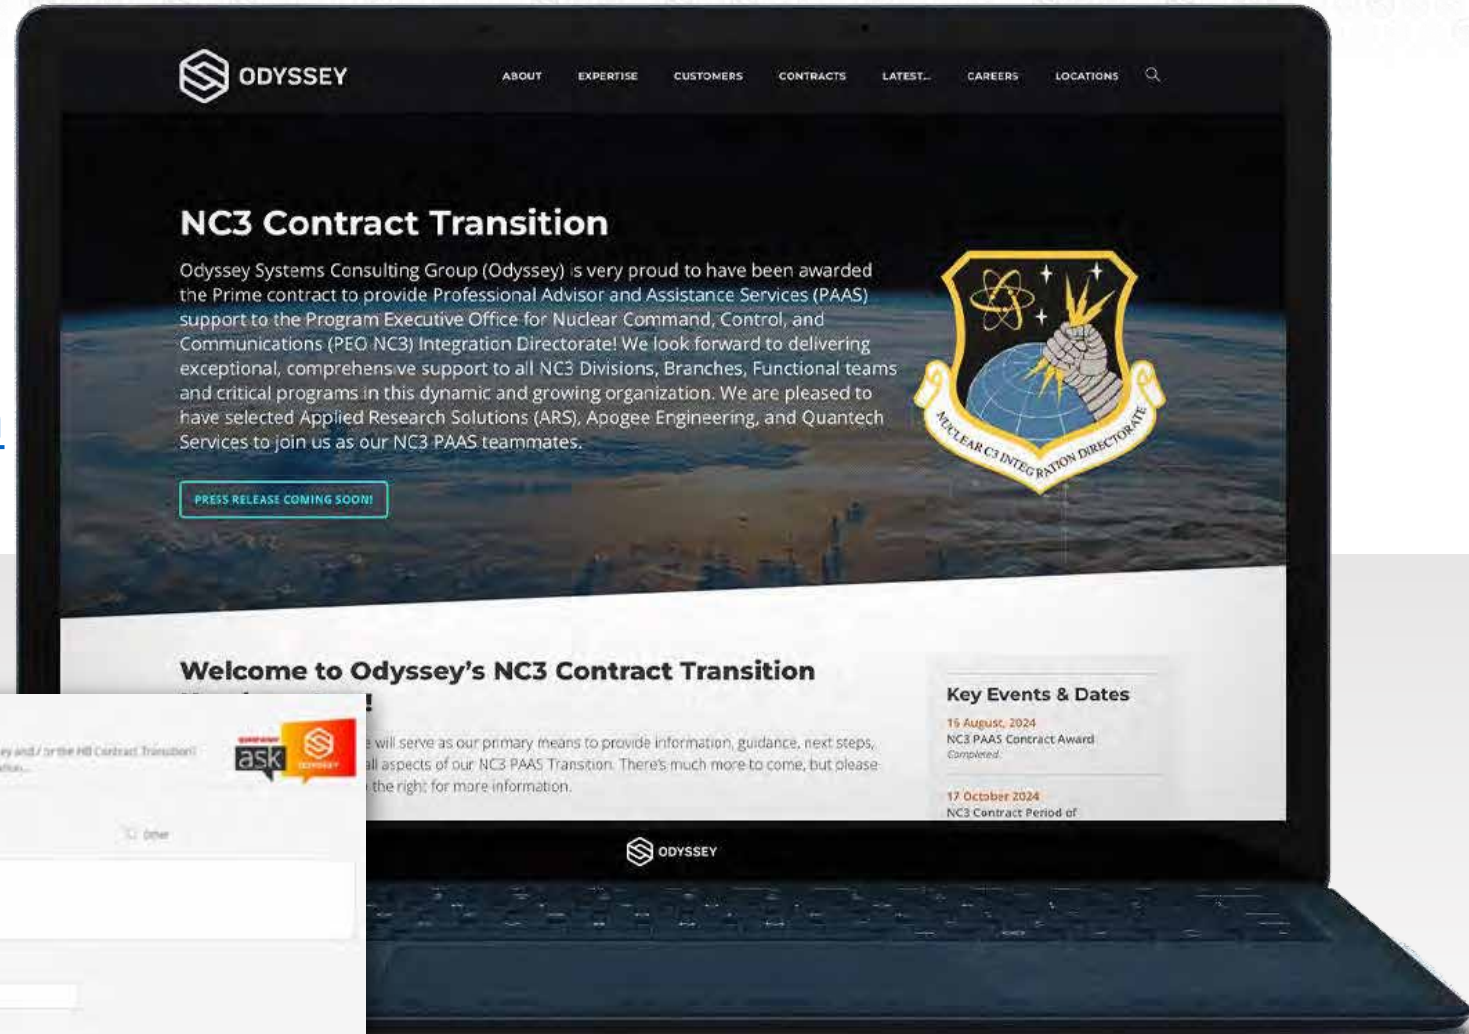 ODYSSEY
ABOUT
EXPERTISE
CUSTOMERS
CONTRACTS
LATEST...
CAREERS
LOCATIONS
NC3 Contract Transition
Odyssey Systems Consulting Group (Odyssey) is very proud to have been awarded
the Prime contract to provide Professional Advisor and Assistance Services (PAAS)
support to the Program Executive Office for Nuclear Command, Control, and
Communications (PEO NC3) Integration Directorate! We look forward to delivering
exceptional, comprehensive support to all NC3 Divisions, Branches, Functional teams
and critical programs in this dynamic and growing organization. We are pleased to
have selected Applied Research Solutions (ARS), Apogee Engineering, and Quantech
Services to join us as our NC3 PAAS teammates.
PRESS RELEASE COMING SOON!
NUCLEAR C3 INTEGRATION DIRECTORATE
Welcome to Odyssey's NC3 Contract Transition
!
will serve as our primary means to provide information, guidance, next steps,
all aspects of our NC3 PAAS Transition. There's much more to come, but please
the right for more information.
Key Events & Dates
16 August, 2024
NC3 PAAS Contract Award
Completed.
17 October 2024
NC3 Contract Period of
and / or the HB Contract Transition?
ask
ODYSSEY
Other
ODYSSEY